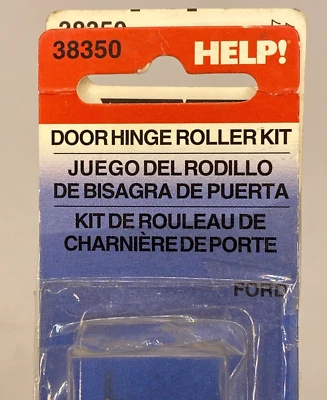 38350
38350 HELP!
DOOR HINGE ROLLER KIT
JUEGO DEL RODILLO
DE BISAGRA DE PUERTA
KIT DE ROULEAU DE
CHARNIÈRE DE PORTE
FORD